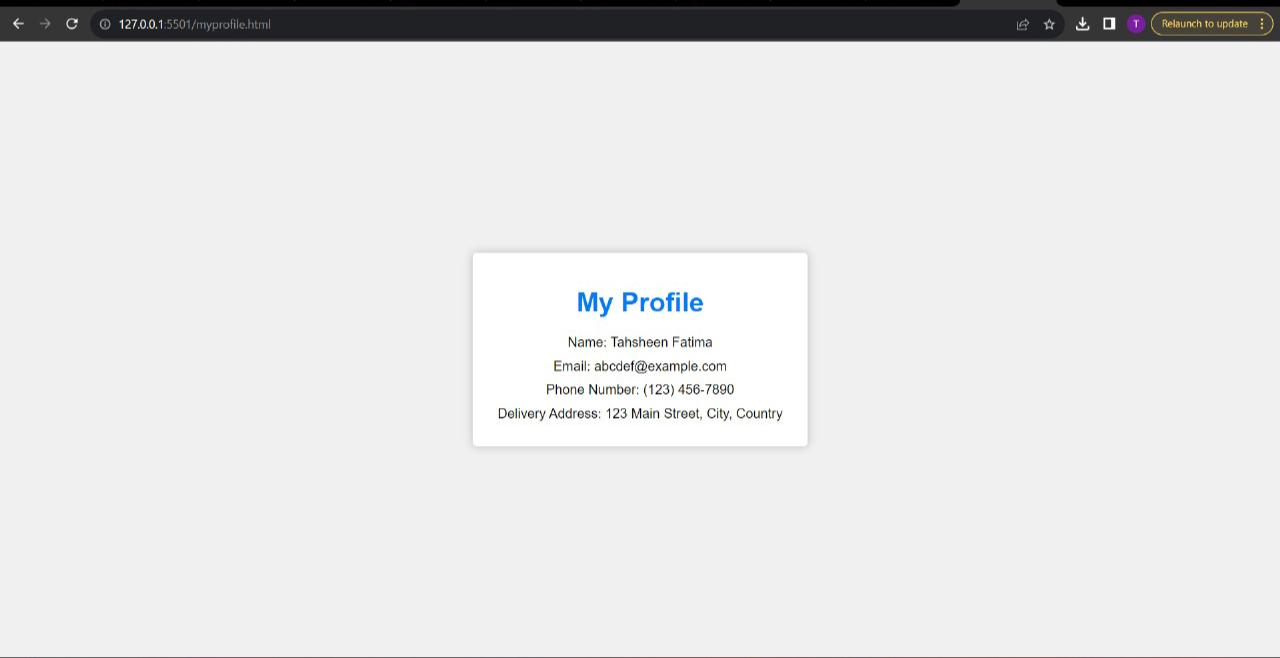 127.0.0.1:5501/myprofile.html
T
Relaunch to update
My Profile
Name: Tahsheen Fatima
Email: abcdef@example.com
Phone Number: (123) 456-7890
Delivery Address: 123 Main Street, City, Country